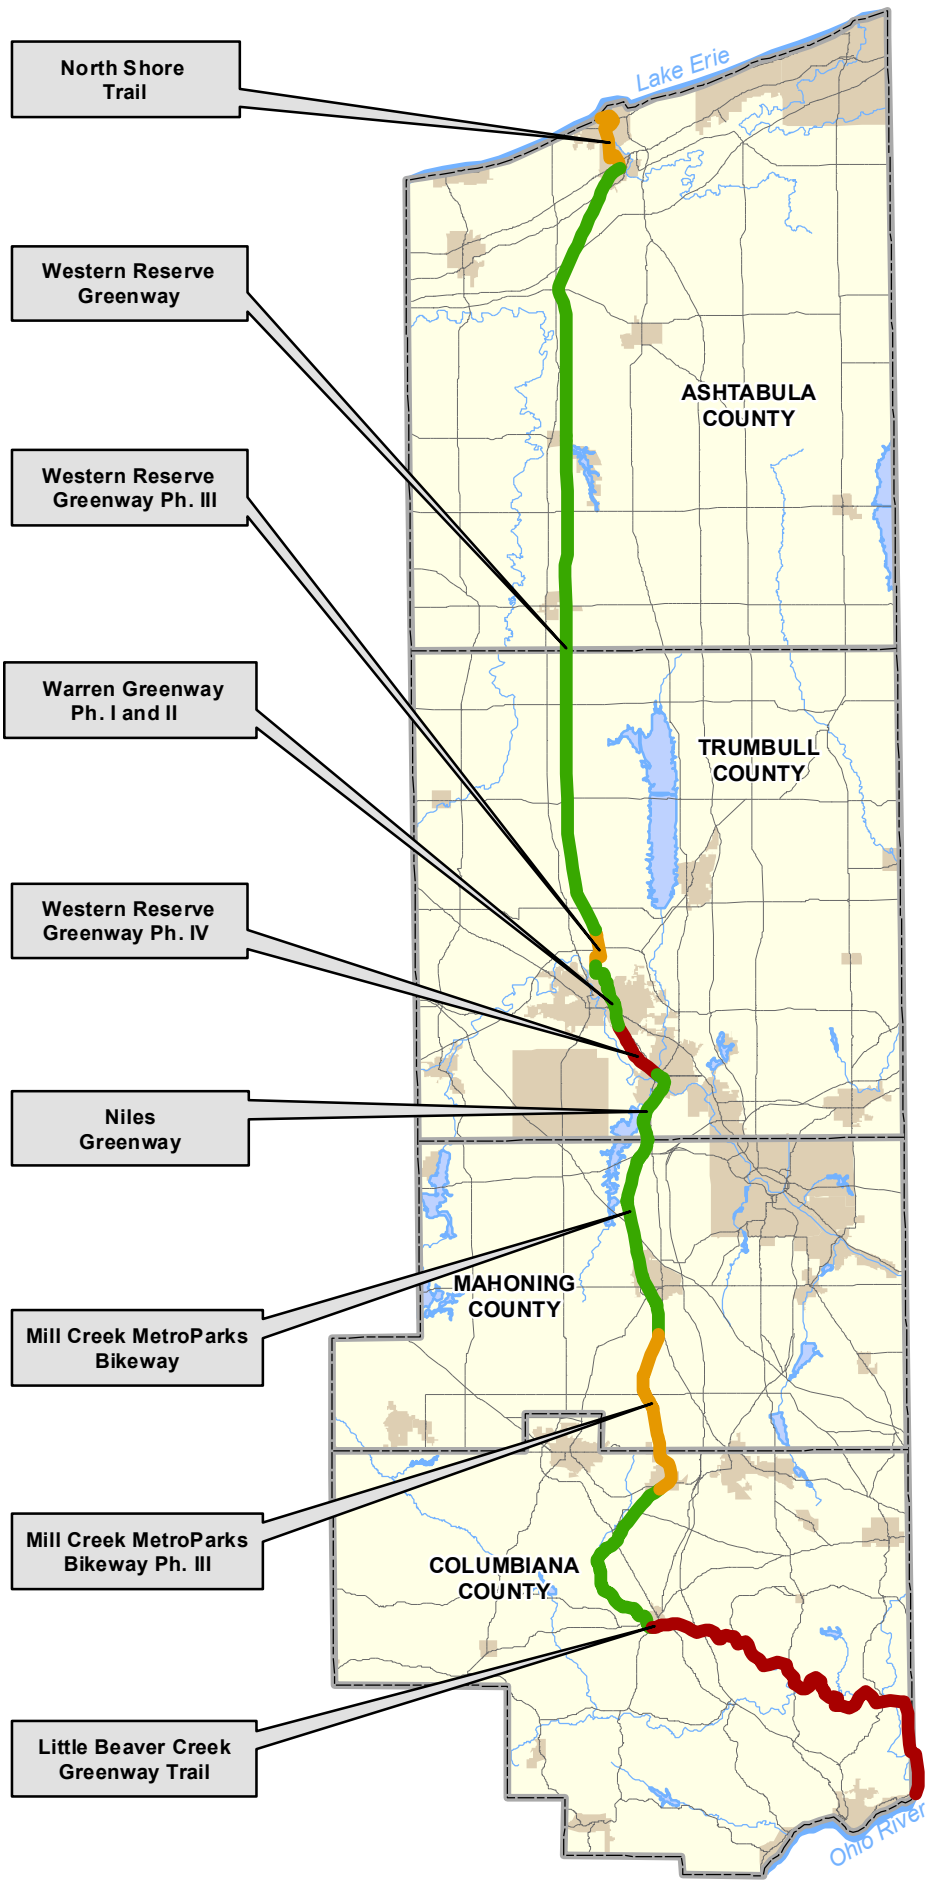 North Shore
Trail
Lake Erie
Western Reserve
Greenway
ASHTABULA
COUNTY
Western Reserve
Greenway Ph. III
Warren Greenway
Ph. I and II
TRUMBULL
COUNTY
Western Reserve
Greenway Ph. IV
Niles
Greenway
MAHONING
COUNTY
Mill Creek MetroParks
Bikeway
Mill Creek MetroParks
Bikeway Ph. III
COLUMBIANA
COUNTY
Little Beaver Creek
Greenway Trail
Ohio River